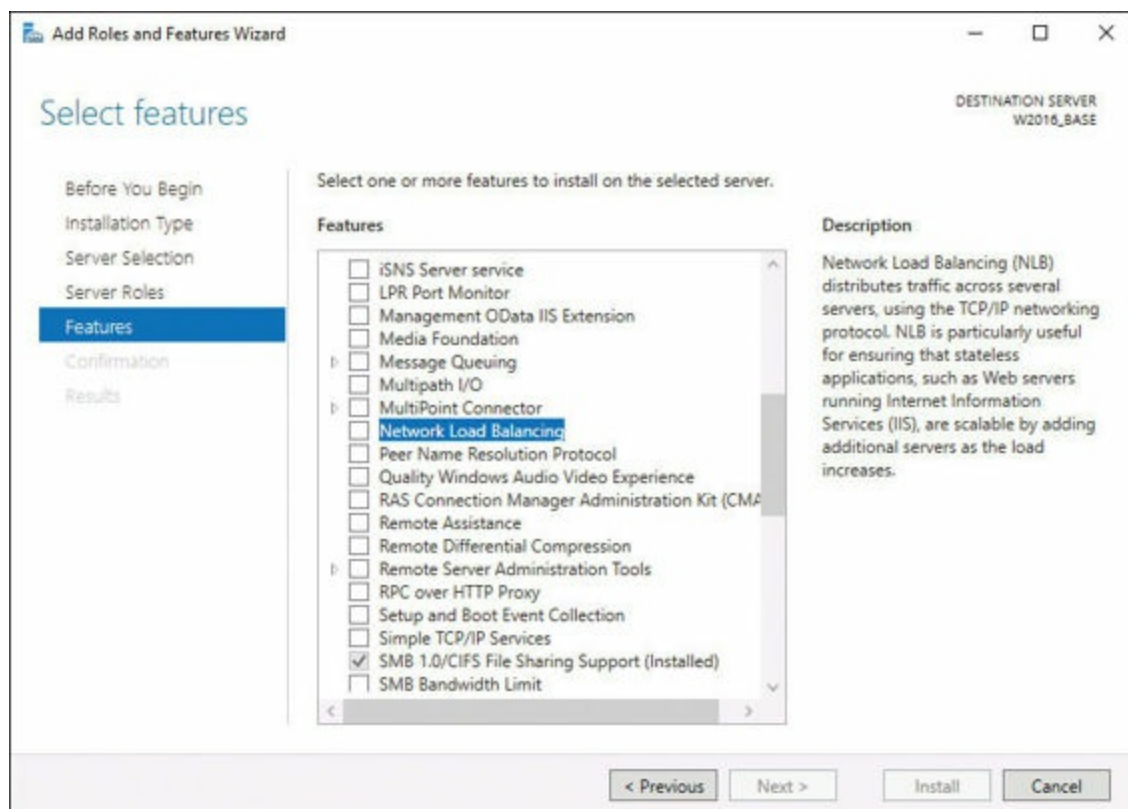 Add Roles and Features Wizard
Select features
DESTINATION SERVER
W2016_BASE
Before You Begin
Installation Type
Server Selection
Server Roles
Features
Confirmation
Results
Select one or more features to install on the selected server.
Features
iSNS Server service
LPR Port Monitor
Management OData IIS Extension
Media Foundation
Message Queuing
Multipath I/O
MultiPoint Connector
Network Load Balancing
Peer Name Resolution Protocol
Quality Windows Audio Video Experience
RAS Connection Manager Administration Kit (CMA
Remote Assistance
Remote Differential Compression
Remote Server Administration Tools
RPC over HTTP Proxy
Setup and Boot Event Collection
Simple TCP/IP Services
SMB 1.0/CIFS File Sharing Support (Installed)
SMB Bandwidth Limit
Description
Network Load Balancing (NLB)
distributes traffic across several
servers, using the TCP/IP networking
protocol. NLB is particularly useful
for ensuring that stateless
applications, such as Web servers
running Internet Information
Services (IIS), are scalable by adding
additional servers as the load
increases.
< Previous
Next >
Install
Cancel